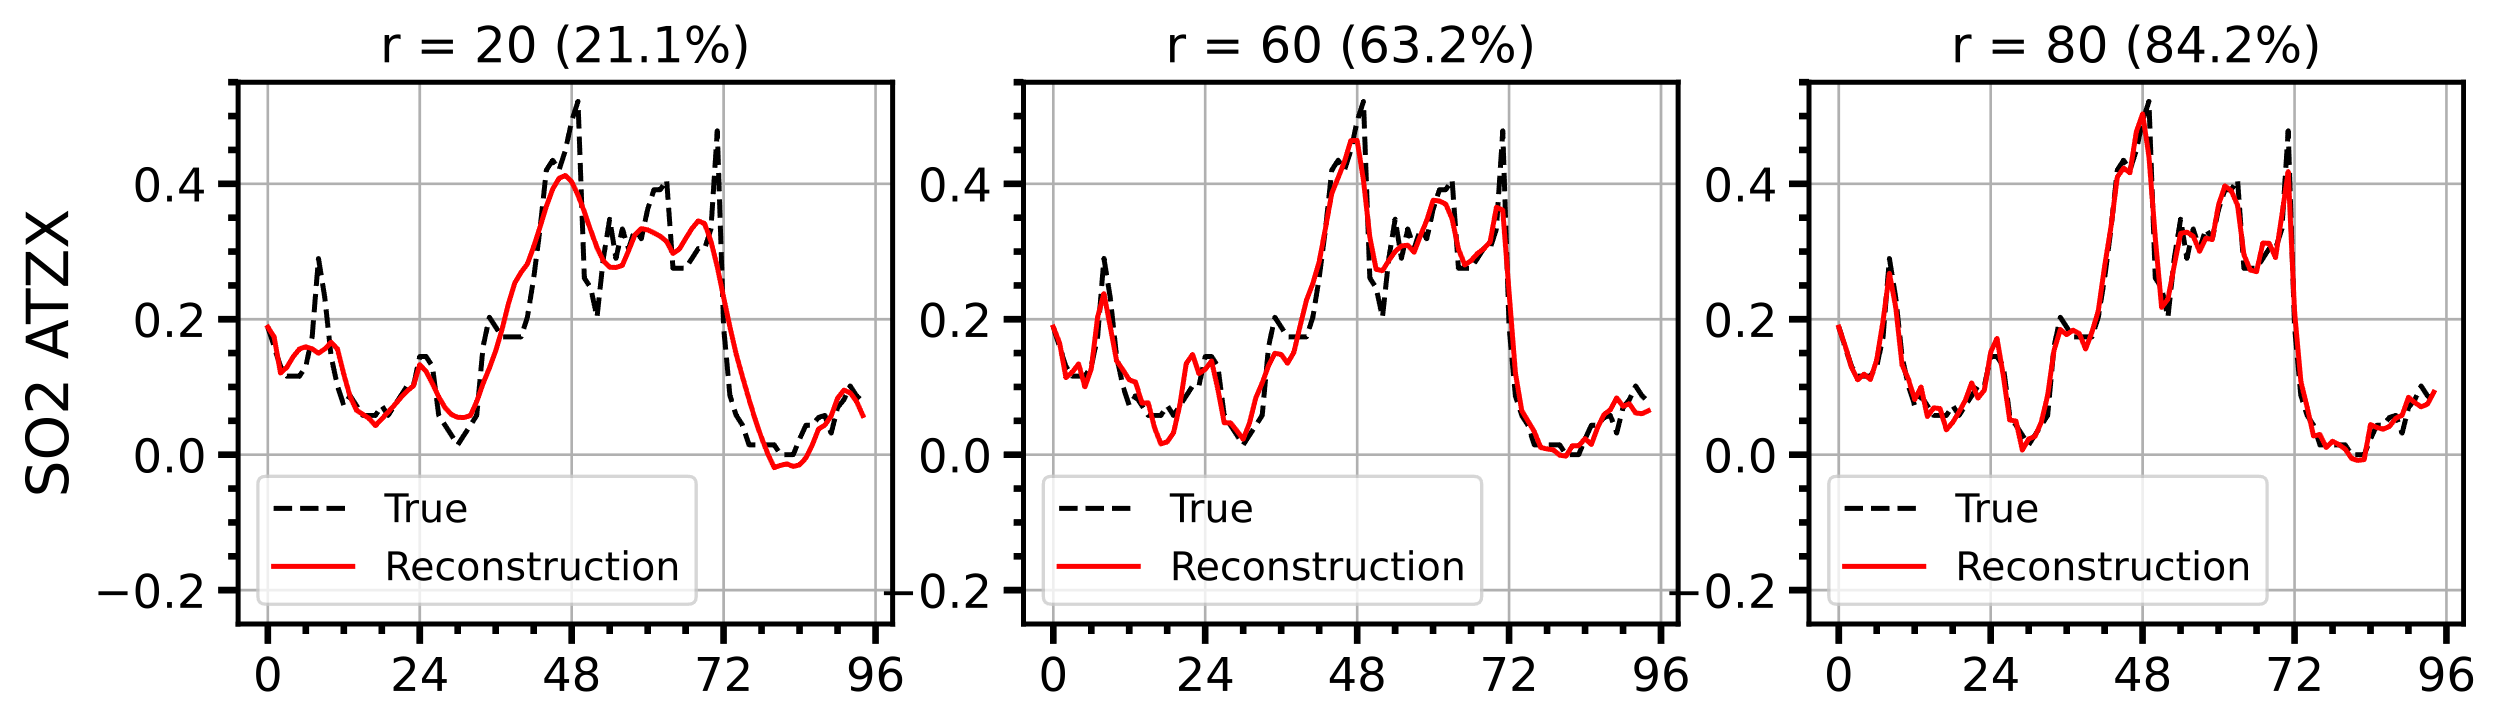 r = 20 (21.1%)
r = 60 (63.2%)
r = 80 (84.2%)
SO2 ATZX
0.4
0.2
0.0
−0.2
True
Reconstruction
0 24 48 72 96
0.4
0.2
0.0
−0.2
True
Reconstruction
0 24 48 72 96
0.4
0.2
0.0
−0.2
True
Reconstruction
0 24 48 72 96